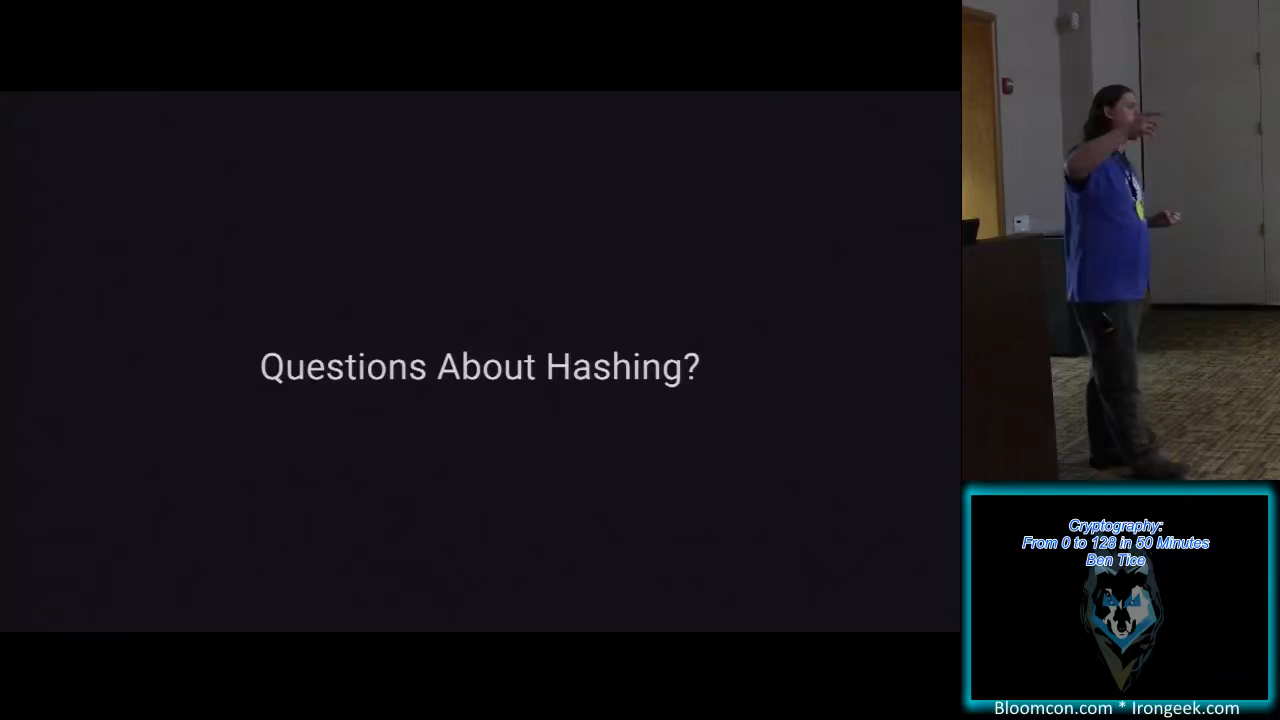 Questions About Hashing?
Cryptography:
From 0 to 128 in 50 Minutes
Ben Tice
Bloomcon.com * Irongeek.com